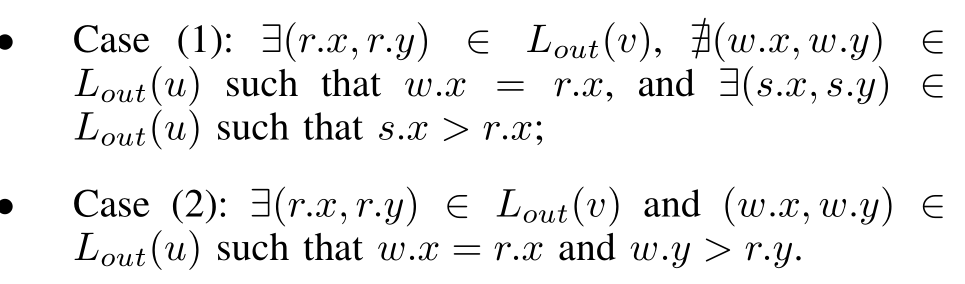 • Case (1): ∃(r.x, r.y) ∈ L_out(v), ∄(w.x, w.y) ∈
L_out(u) such that w.x = r.x, and ∃(s.x, s.y) ∈
L_out(u) such that s.x > r.x;
• Case (2): ∃(r.x, r.y) ∈ L_out(v) and (w.x, w.y) ∈
L_out(u) such that w.x = r.x and w.y > r.y.